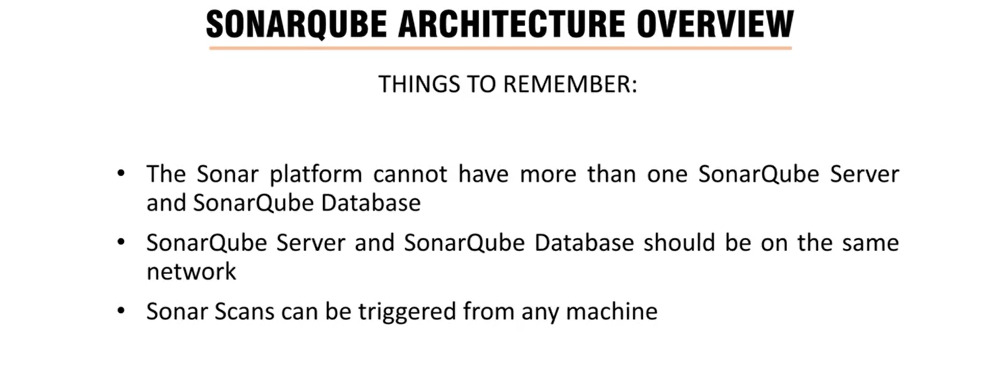 SONARQUBE ARCHITECTURE OVERVIEW
THINGS TO REMEMBER:
• The Sonar platform cannot have more than one SonarQube Server
and SonarQube Database
• SonarQube Server and SonarQube Database should be on the same
network
• Sonar Scans can be triggered from any machine